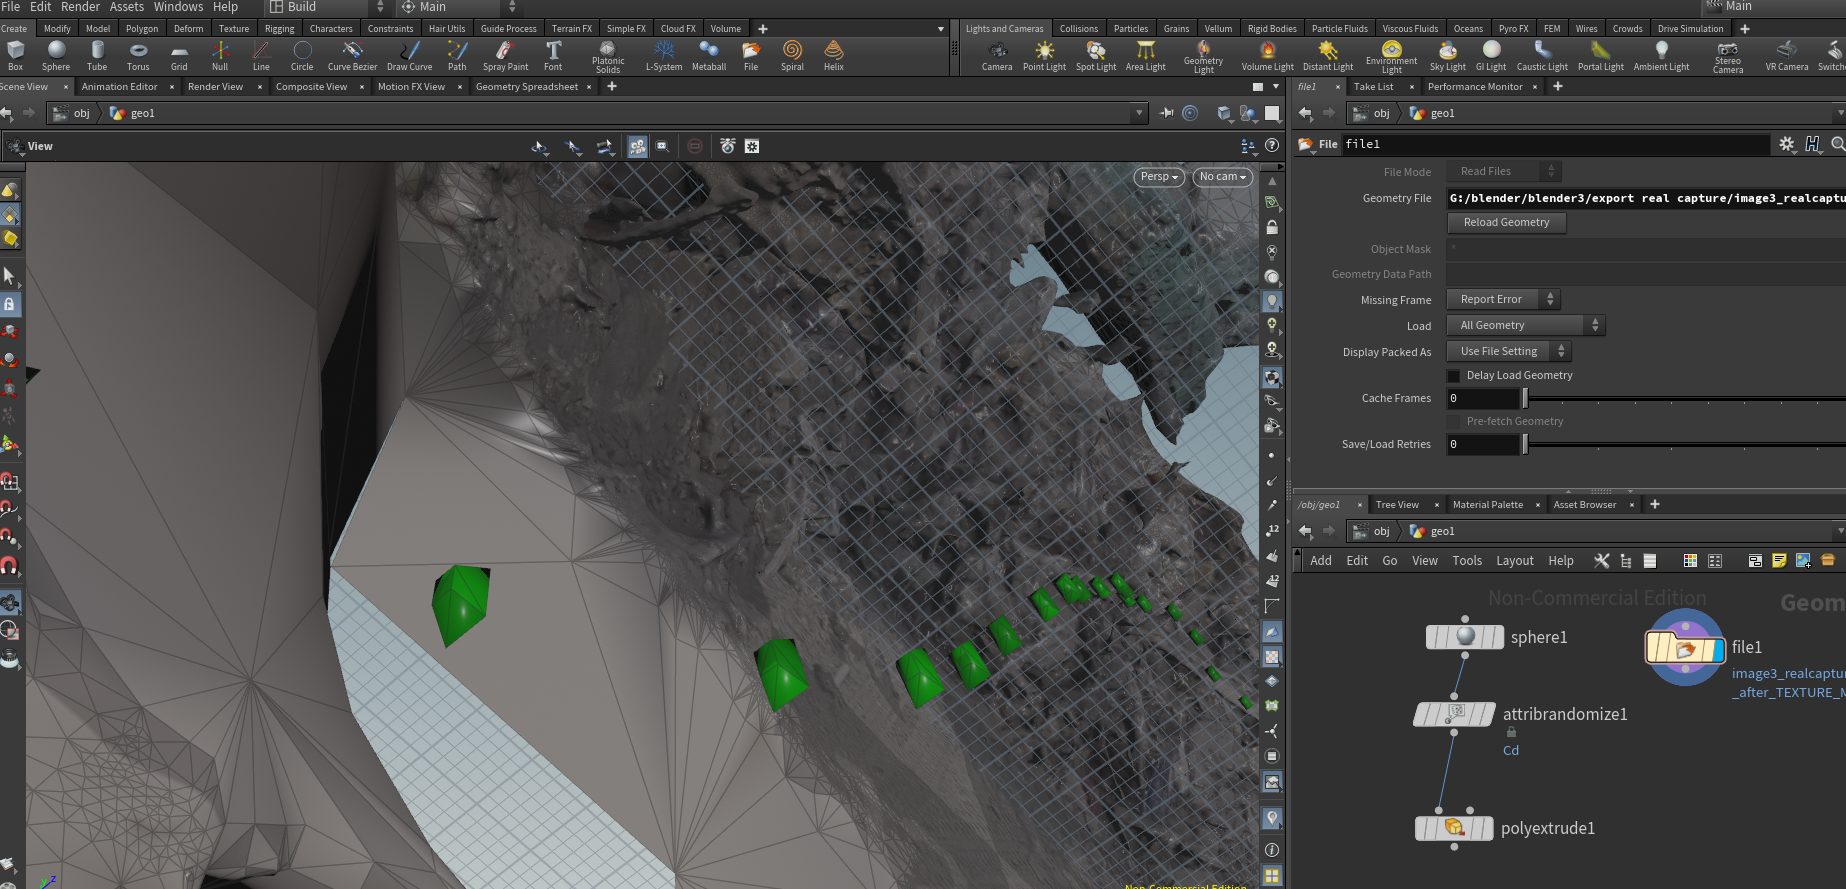 File Edit Render Assets Windows Help Build Main Main
Create Modify Model Polygon Deform Texture Rigging Characters Constraints Hair Utils Guide Process Terrain FX Simple FX Cloud FX Volume Lights and Cameras Collisions Particles Grains Vellum Rigid Bodies Particle Fluids Viscous Fluids Oceans Pyro FX FEM Wires Crowds Drive Simulation
Box Sphere Tube Torus Grid Null Line Circle Curve Bezier Draw Curve Path Spray Paint Font Platonic Solids L-System Metaball File Spiral Helix Camera Point Light Spot Light Area Light Geometry Light Volume Light Distant Light Environment Light Sky Light GI Light Caustic Light Portal Light Ambient Light Stereo Camera VR Camera Switch
Scene View Animation Editor Render View Composite View Motion FX View Geometry Spreadsheet file1 Take List Performance Monitor
obj geo1 obj geo1
View
Persp No cam
File file1
File Mode Read Files
Geometry File G:/blender/blender3/export real capture/image3_realcaptu
Reload Geometry
Object Mask *
Geometry Data Path
Missing Frame Report Error
Load All Geometry
Display Packed As Use File Setting
Delay Load Geometry
Cache Frames 0
Pre-fetch Geometry
Save/Load Retries 0
/obj/geo1 Tree View Material Palette Asset Browser
obj geo1
Add Edit Go View Tools Layout Help
Non-Commercial Edition Geom
sphere1
file1
image3_realcaptu
_after_TEXTURE_M
attribrandomize1
Cd
polyextrude1
12
12
z
Non-Commercial Edition